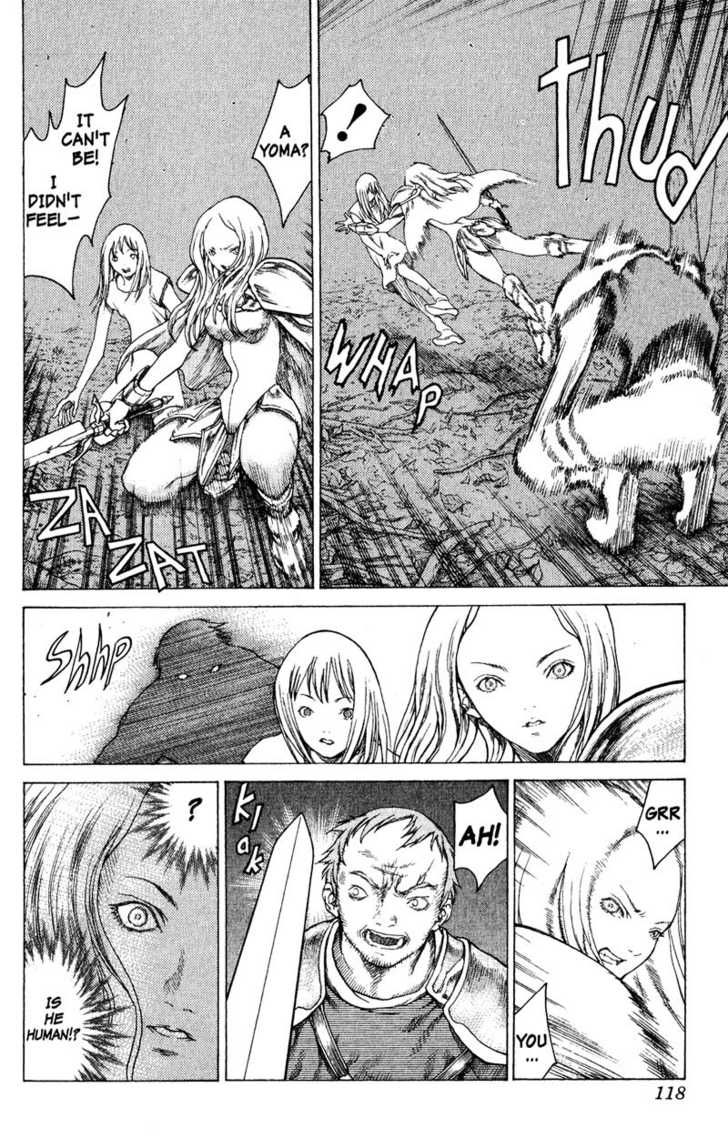 Thud
!
WHAP
A
YOMA?
IT
CAN'T
BE!
I
DIDN'T
FEEL—
ZA
ZAT
Shhp
GRR
...
YOU
...
AH!
Klak
?
IS
HE
HUMAN!?
118